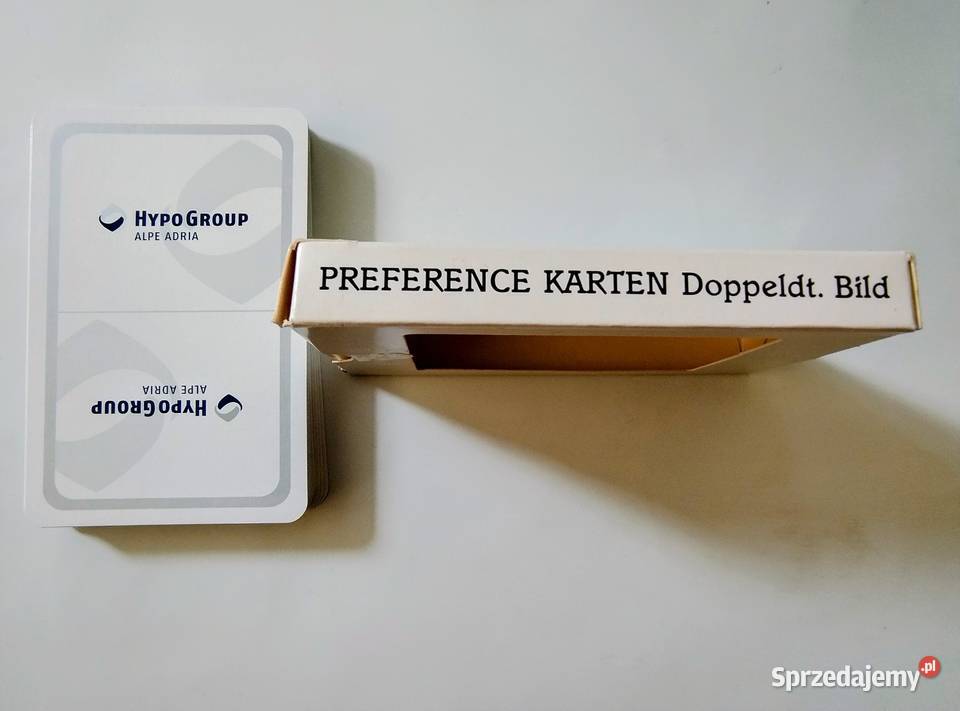 HYPO GROUP
ALPE ADRIA
HYPO GROUP
ALPE ADRIA
PREFERENCE KARTEN Doppeldt. Bild
Sprzedajemy.pl